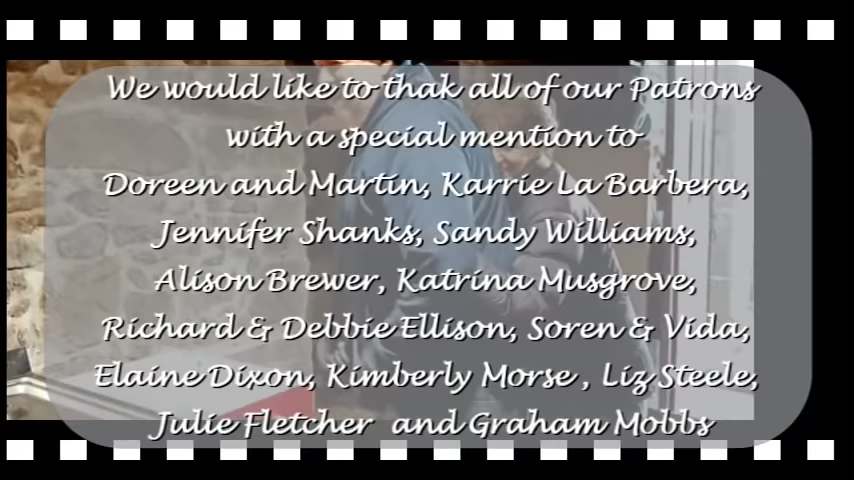 We would like to thak all of our Patrons
with a special mention to
Doreen and Martin, Karrie La Barbera,
Jennifer Shanks, Sandy Williams,
Alison Brewer, Katrina Musgrove,
Richard & Debbie Ellison, Soren & Vida,
Elaine Dixon, Kimberly Morse , Liz Steele,
Julie Fletcher and Graham Mobbs